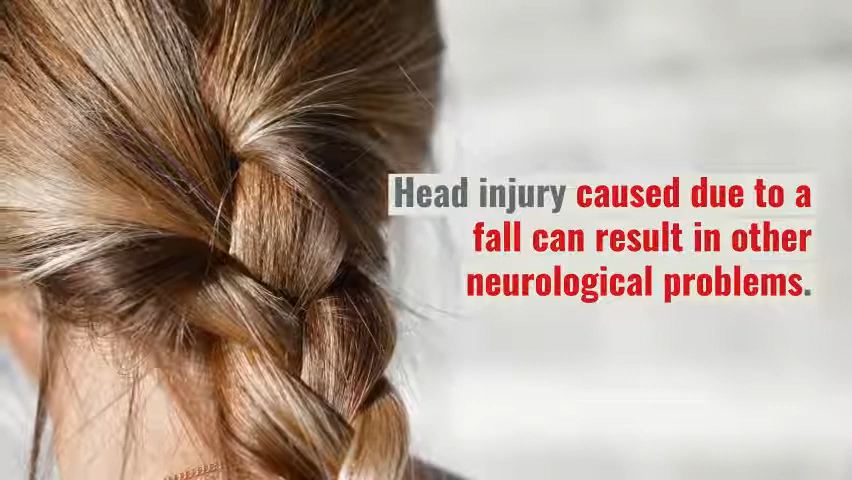 Head injury caused due to a
fall can result in other
neurological problems.